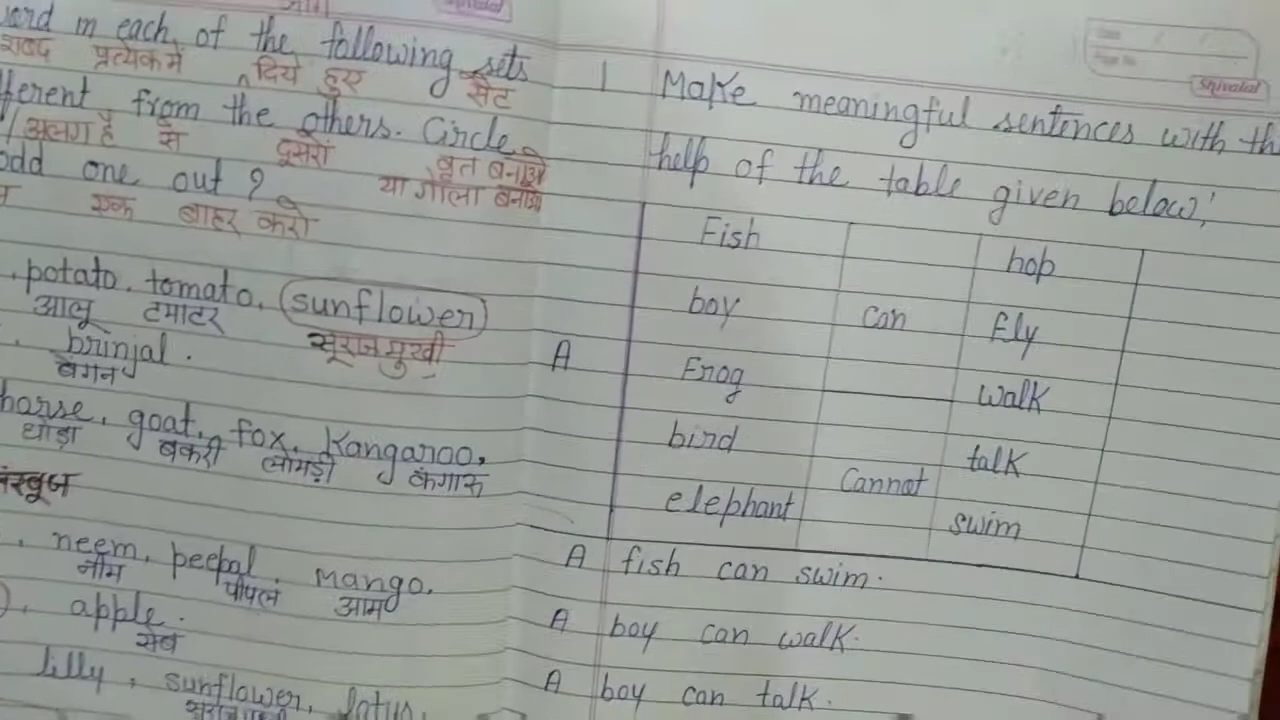 in each of the following sets
शब्द प्रत्येक में दिये हुए सेट
from the others. Circle
अलग है से दूसरों वृत बनाओ
odd one out ?
या गोला बनाओ
एक बाहर करो
potato. tomato. sunflower
आलू टमाटर सूरजमुखी
brinjal.
बैंगन
horse, goat, fox, Kangaroo,
घोड़ा बकरी लोमड़ी कंगारू
neem, peepal, Mango.
नीम पीपल आम
apple.
सेब
lilly, sunflower, lotus.
Shivalal
1 Make meaningful sentences with
help of the table given below;
Fish hop
boy can fly
A Frog walk
bird talk
elephant cannot swim
A fish can swim.
A boy can walk.
A boy can talk.